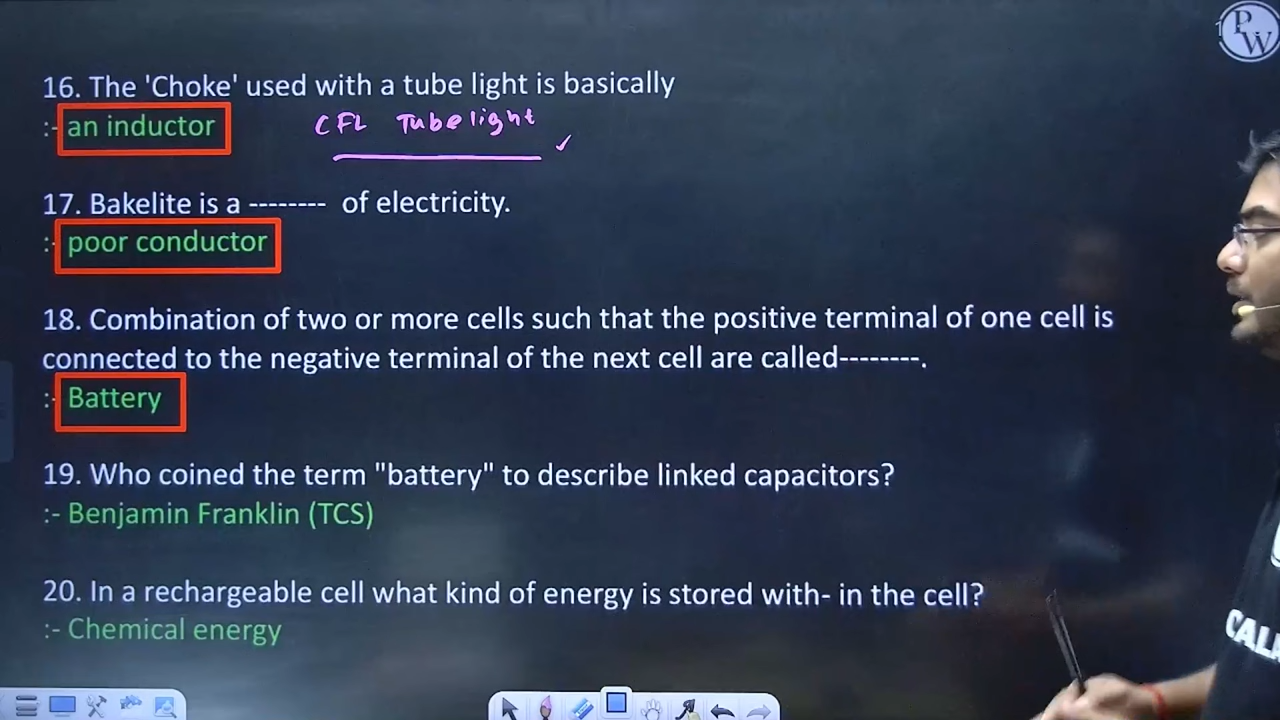 PW
16. The 'Choke' used with a tube light is basically
:- an inductor
CFL Tubelight
17. Bakelite is a -------- of electricity.
:- poor conductor
18. Combination of two or more cells such that the positive terminal of one cell is
connected to the negative terminal of the next cell are called--------.
:- Battery
19. Who coined the term "battery" to describe linked capacitors?
:- Benjamin Franklin (TCS)
20. In a rechargeable cell what kind of energy is stored with- in the cell?
:- Chemical energy